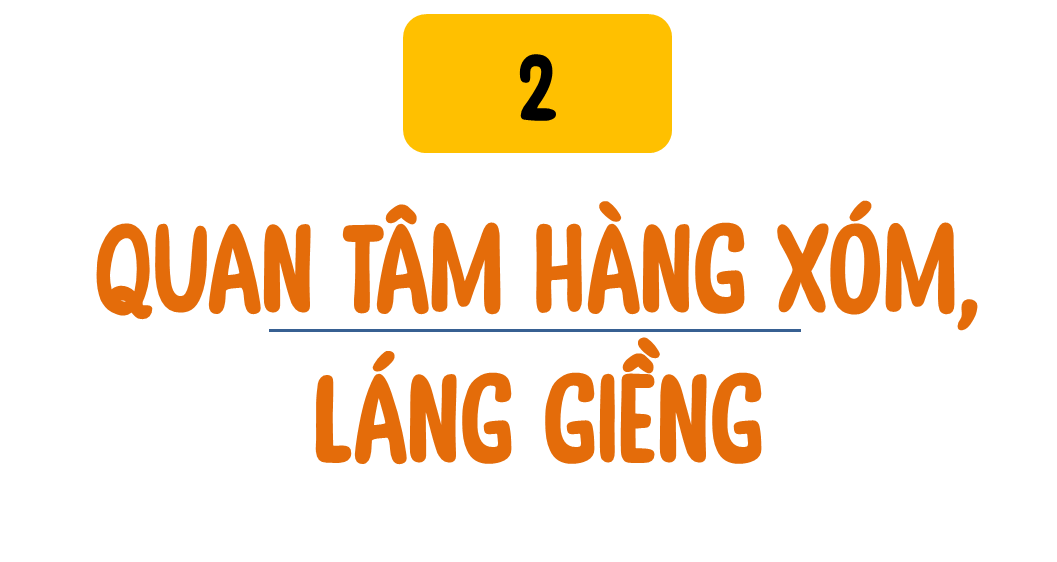 2
QUAN TÂM HÀNG XÓM,
LÁNG GIỀNG